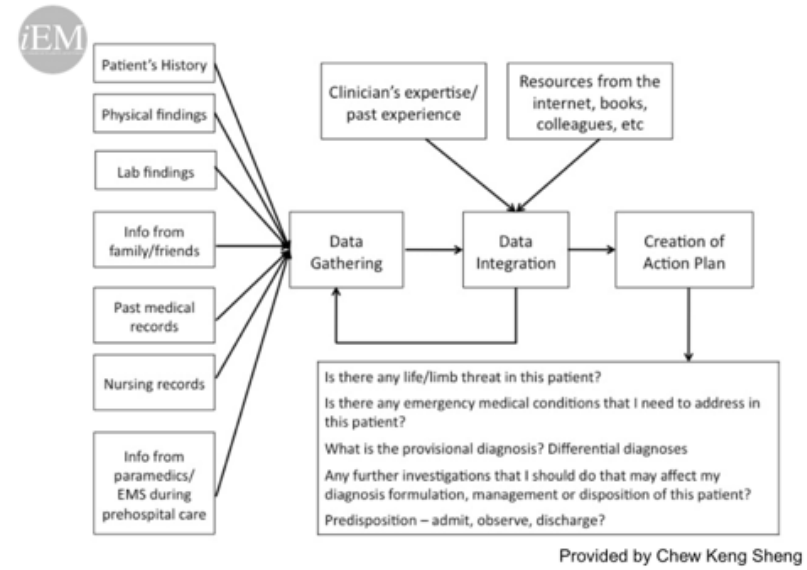 iEM
Patient's History
Physical findings
Lab findings
Info from
family/friends
Past medical
records
Nursing records
Info from
paramedics/
EMS during
prehospital care
Clinician's expertise/
past experience
Resources from the
internet, books,
colleagues, etc
Data
Gathering
Data
Integration
Creation of
Action Plan
Is there any life/limb threat in this patient?
Is there any emergency medical conditions that I need to address in
this patient?
What is the provisional diagnosis? Differential diagnoses
Any further investigations that I should do that may affect my
diagnosis formulation, management or disposition of this patient?
Predisposition – admit, observe, discharge?
Provided by Chew Keng Sheng